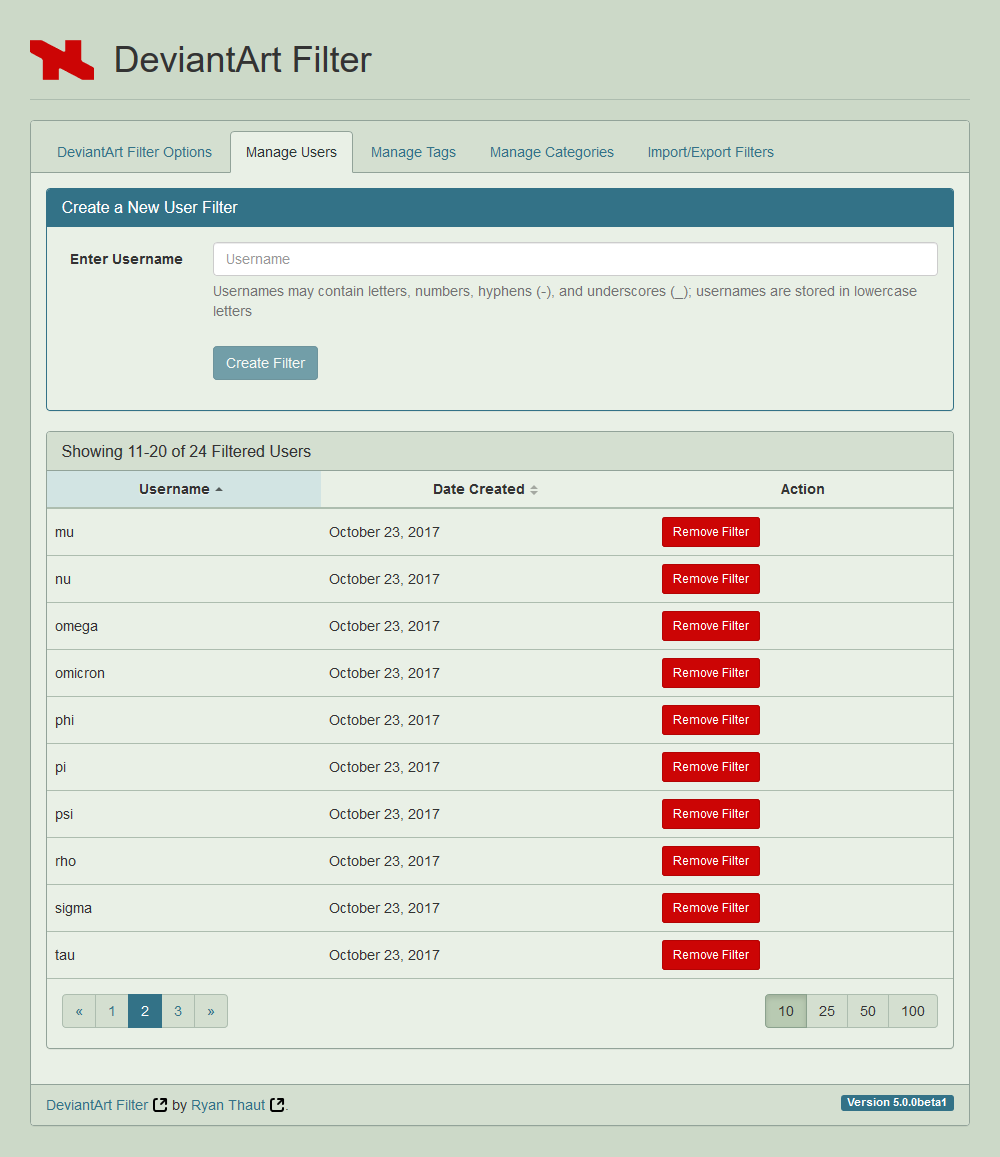 DeviantArt Filter
DeviantArt Filter Options Manage Users Manage Tags Manage Categories Import/Export Filters
Create a New User Filter
Enter Username Username
Usernames may contain letters, numbers, hyphens (-), and underscores (_); usernames are stored in lowercase
letters
Create Filter
Showing 11-20 of 24 Filtered Users
Username Date Created Action
mu October 23, 2017 Remove Filter
nu October 23, 2017 Remove Filter
omega October 23, 2017 Remove Filter
omicron October 23, 2017 Remove Filter
phi October 23, 2017 Remove Filter
pi October 23, 2017 Remove Filter
psi October 23, 2017 Remove Filter
rho October 23, 2017 Remove Filter
sigma October 23, 2017 Remove Filter
tau October 23, 2017 Remove Filter
« 1 2 3 » 10 25 50 100
DeviantArt Filter by Ryan Thaut . Version 5.0.0beta1